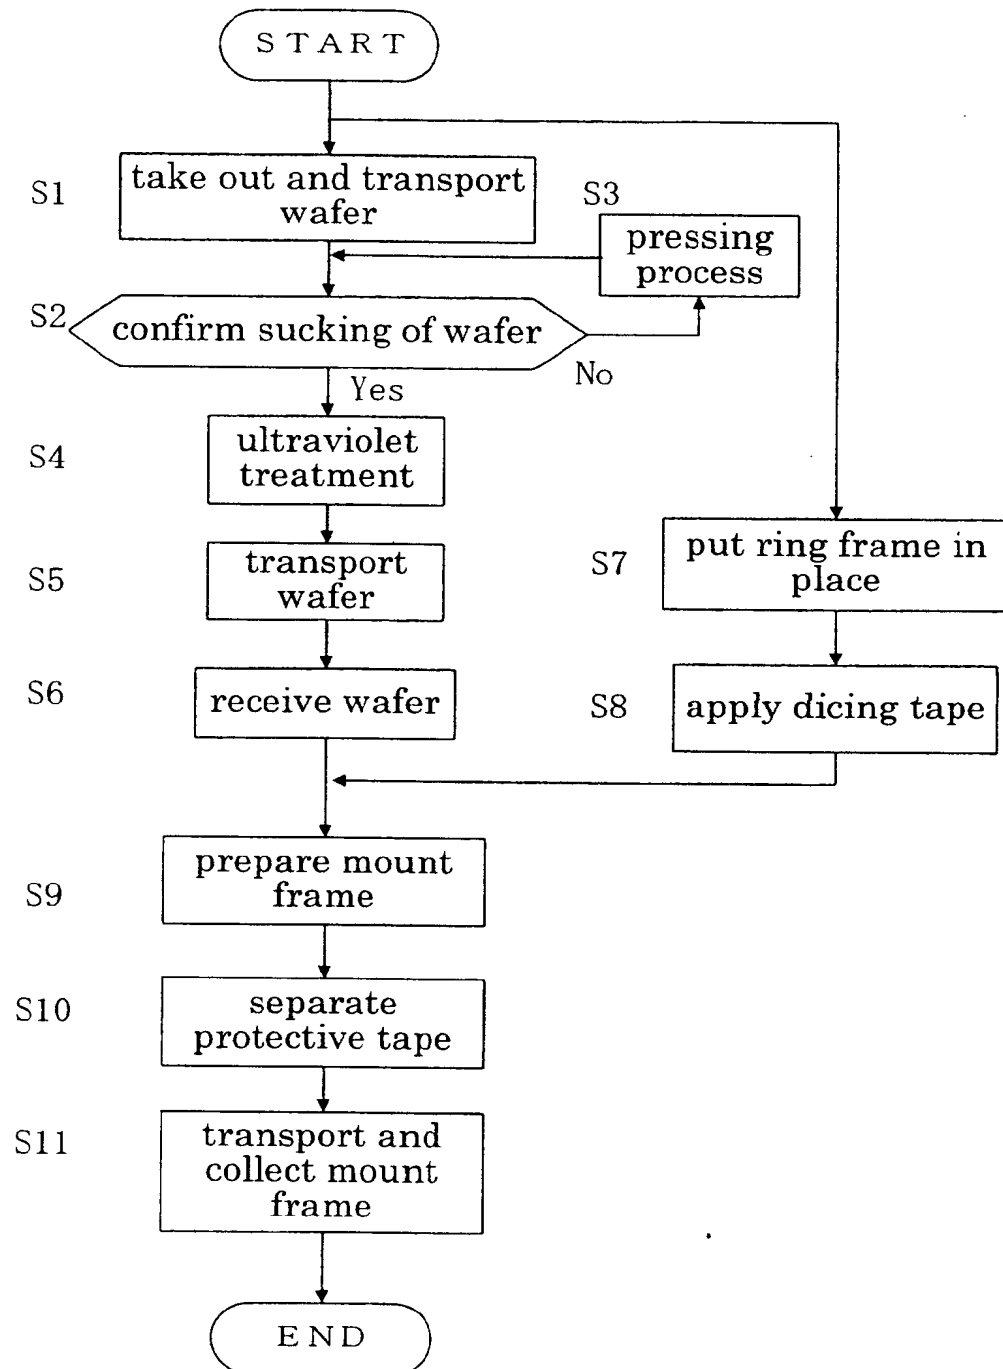 START
S1
take out and transport
wafer
S3
pressing
process
S2
confirm sucking of wafer
No
Yes
S4
ultraviolet
treatment
S5
transport
wafer
S7
put ring frame in
place
S6
receive wafer
S8
apply dicing tape
S9
prepare mount
frame
S10
separate
protective tape
S11
transport and
collect mount
frame
END